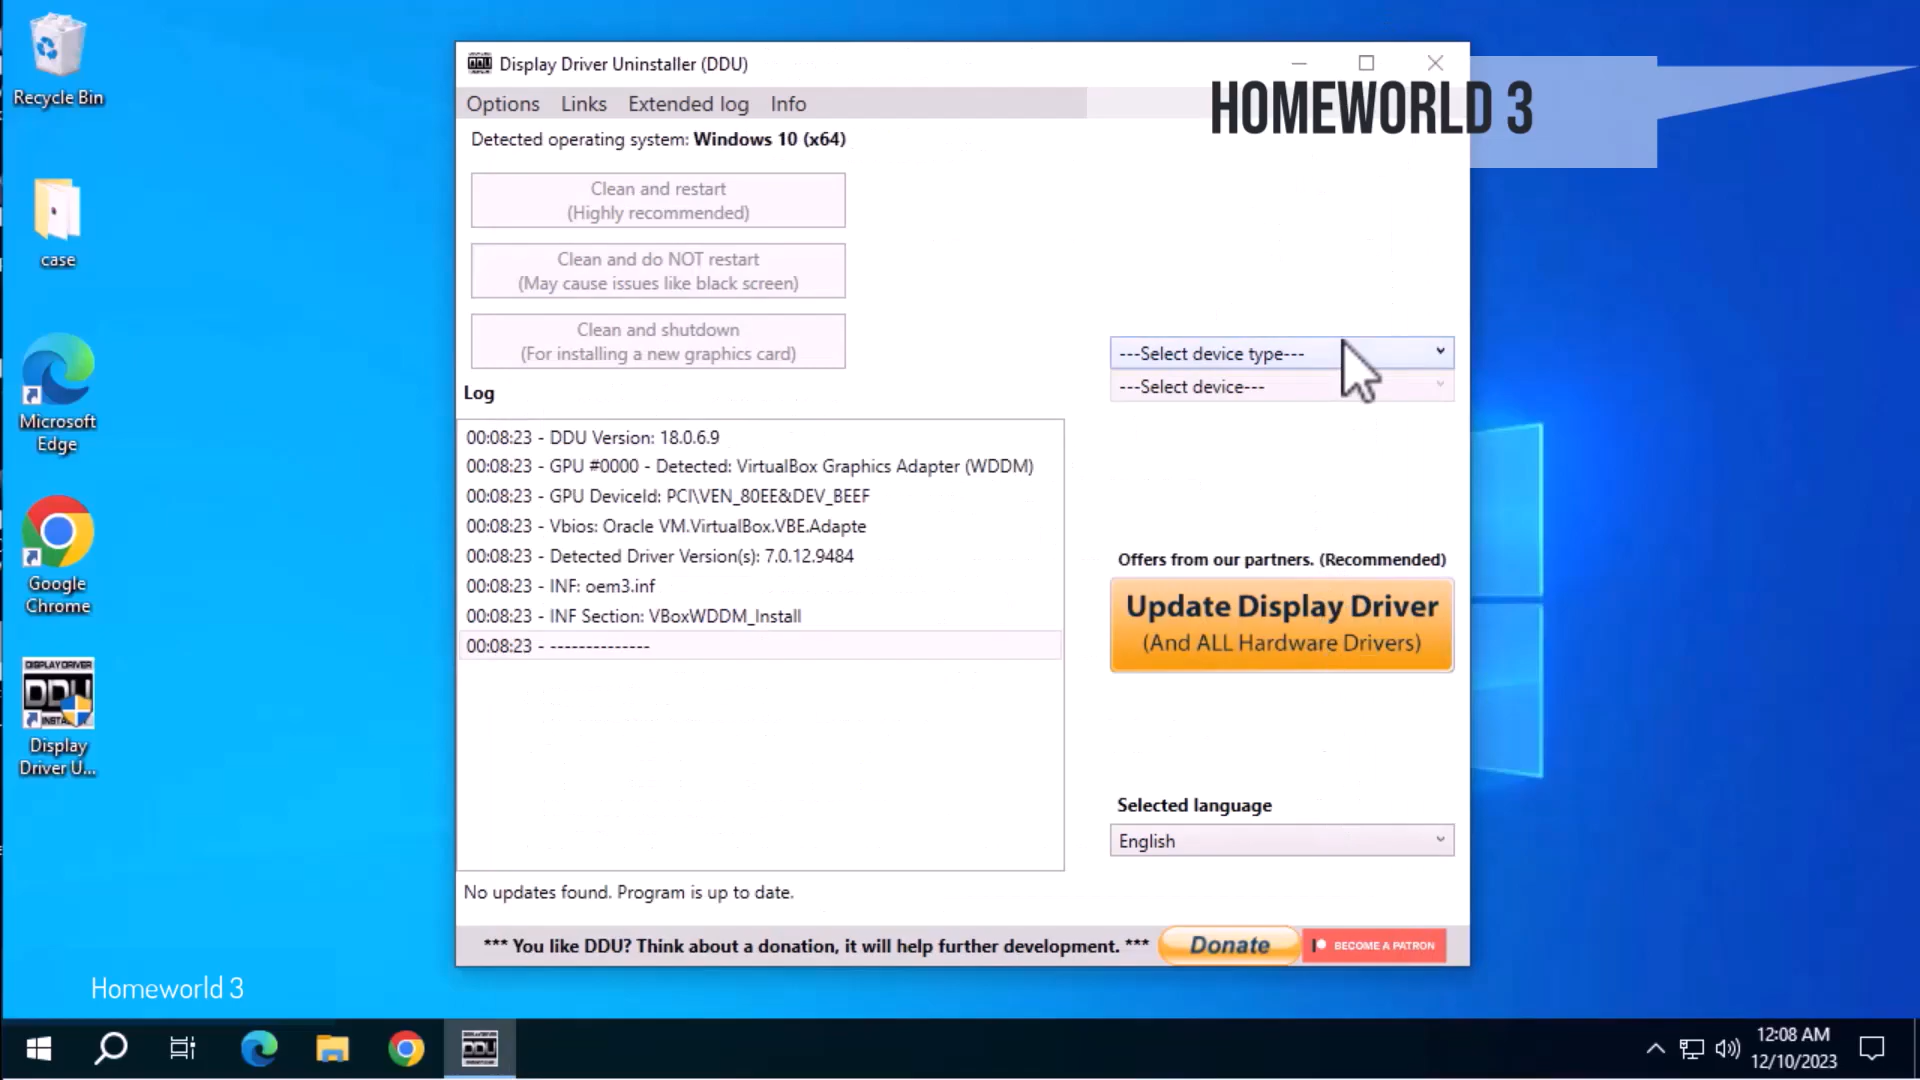 Recycle Bin
case
Microsoft
Edge
Google
Chrome
Display
Driver U...
Display Driver Uninstaller (DDU)
HOMEWORLD 3
Options Links Extended log Info
Detected operating system: Windows 10 (x64)
Clean and restart
(Highly recommended)
Clean and do NOT restart
(May cause issues like black screen)
Clean and shutdown
(For installing a new graphics card)
---Select device type---
---Select device---
Log
00:08:23 - DDU Version: 18.0.6.9
00:08:23 - GPU #0000 - Detected: VirtualBox Graphics Adapter (WDDM)
00:08:23 - GPU DeviceId: PCI\VEN_80EE&DEV_BEEF
00:08:23 - Vbios: Oracle VM.VirtualBox.VBE.Adapte
00:08:23 - Detected Driver Version(s): 7.0.12.9484
00:08:23 - INF: oem3.inf
00:08:23 - INF Section: VBoxWDDM_Install
00:08:23 - --------------
Offers from our partners. (Recommended)
Update Display Driver
(And ALL Hardware Drivers)
Selected language
English
No updates found. Program is up to date.
*** You like DDU? Think about a donation, it will help further development. ***
Donate
BECOME A PATRON
Homeworld 3
12:08 AM
12/10/2023